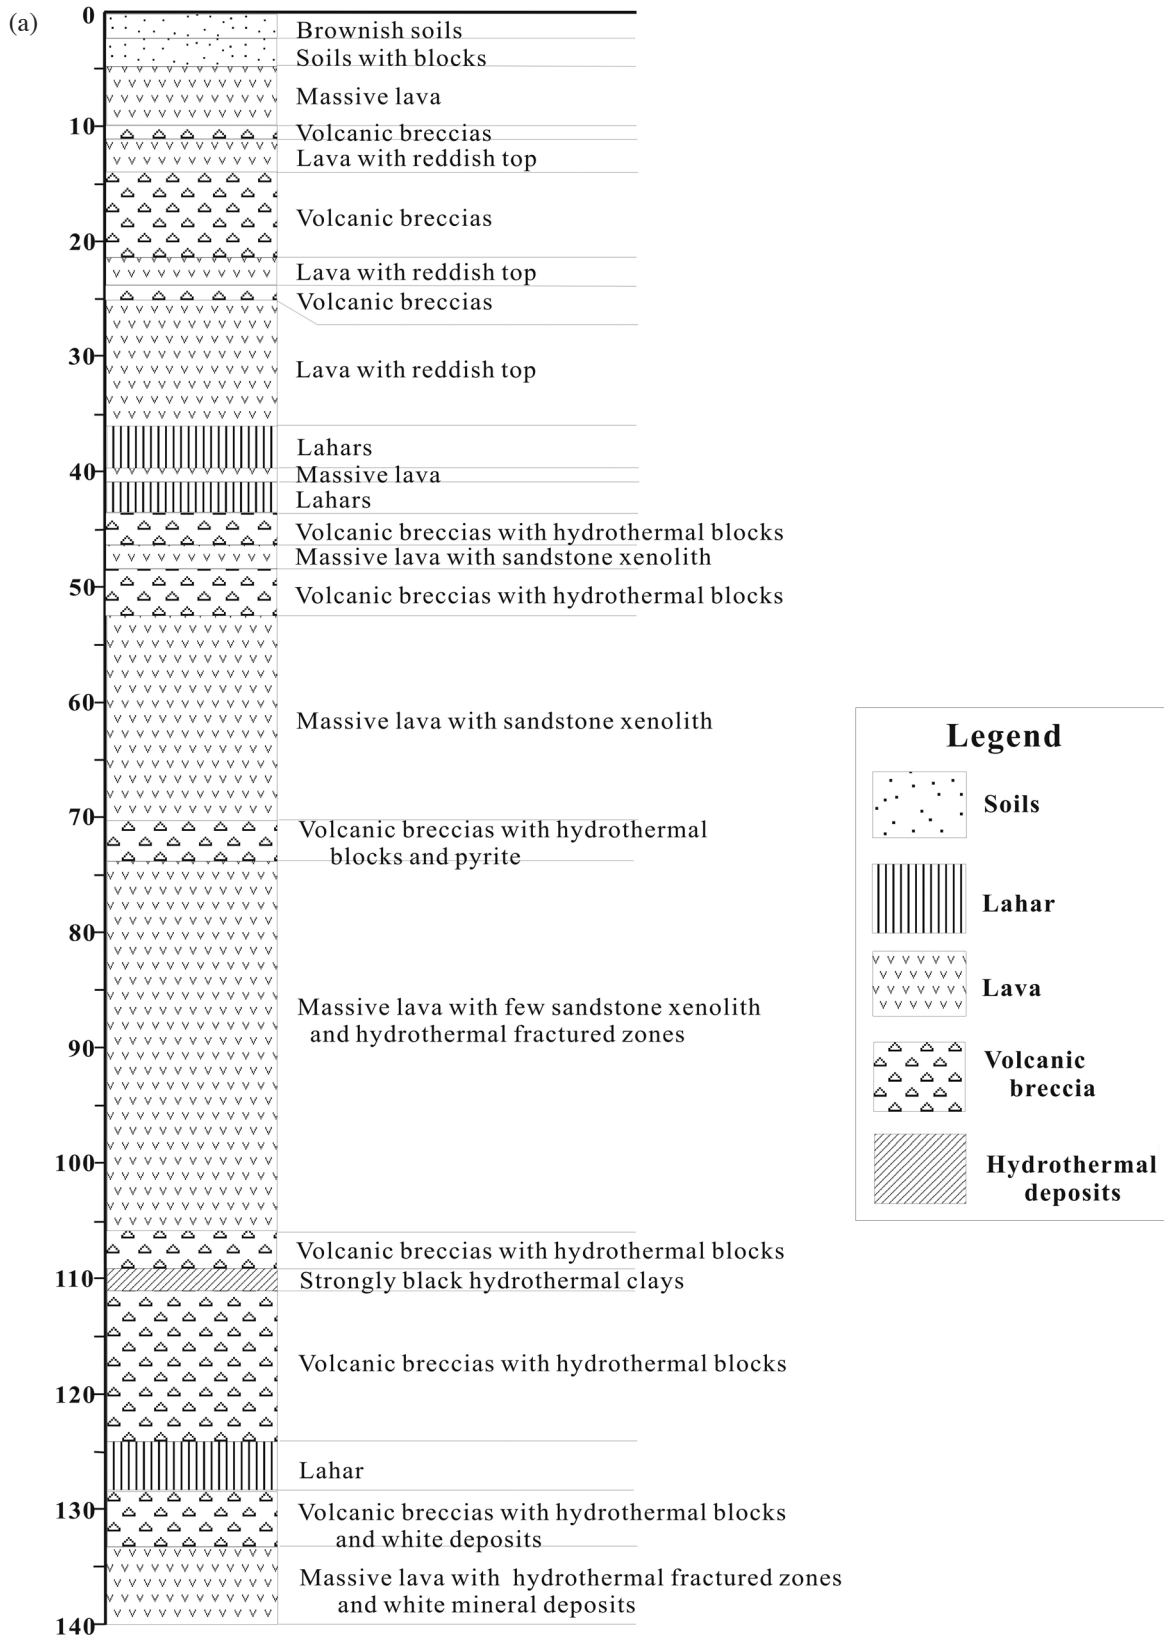 (a)
0
Brownish soils
Soils with blocks
Massive lava
10
Volcanic breccias
Lava with reddish top
Volcanic breccias
20
Lava with reddish top
Volcanic breccias
30
Lava with reddish top
Lahars
40
Massive lava
Lahars
Volcanic breccias with hydrothermal blocks
Massive lava with sandstone xenolith
50
Volcanic breccias with hydrothermal blocks
60
Massive lava with sandstone xenolith
70
Volcanic breccias with hydrothermal
blocks and pyrite
80
Massive lava with few sandstone xenolith
and hydrothermal fractured zones
90
100
Volcanic breccias with hydrothermal blocks
110
Strongly black hydrothermal clays
Volcanic breccias with hydrothermal blocks
120
Lahar
130
Volcanic breccias with hydrothermal blocks
and white deposits
Massive lava with hydrothermal fractured zones
and white mineral deposits
140
Legend
Soils
Lahar
Lava
Volcanic
breccia
Hydrothermal
deposits